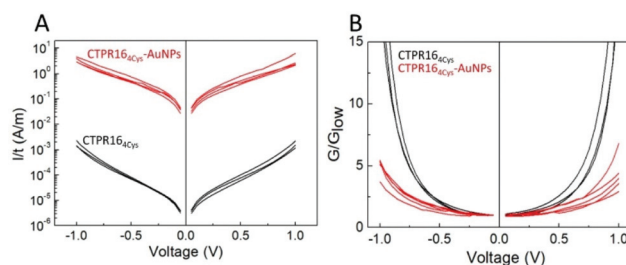 A
I/t (A/m)
10¹
10⁰
10⁻¹
10⁻²
10⁻³
10⁻⁴
10⁻⁵
10⁻⁶
CTPR16₄Cys-AuNPs
CTPR16₄Cys
-1.0 -0.5 0.0 0.5 1.0
Voltage (V)
B
G/Glow
15
10
5
0
CTPR16₄Cys
CTPR16₄Cys-AuNPs
-1.0 -0.5 0.0 0.5 1.0
Voltage (V)